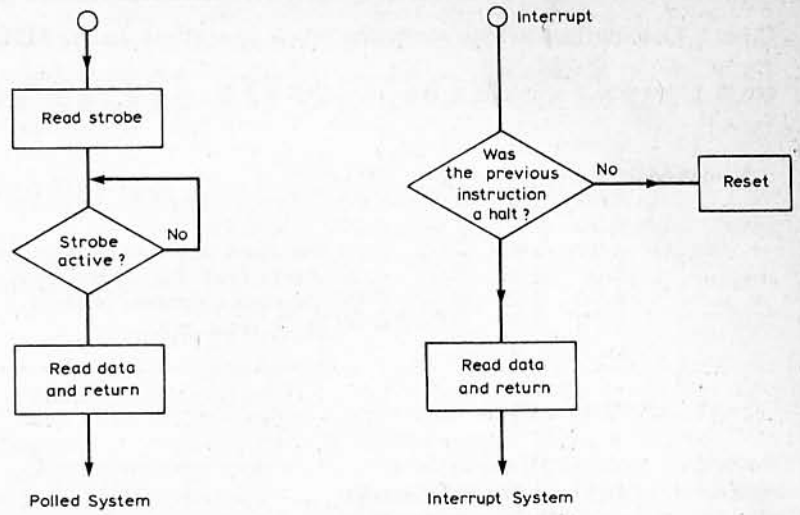 Read strobe
Strobe
active ?
No
Read data
and return
Polled System
Interrupt
Was
the previous
instruction
a halt ?
No
Reset
Read data
and return
Interrupt System